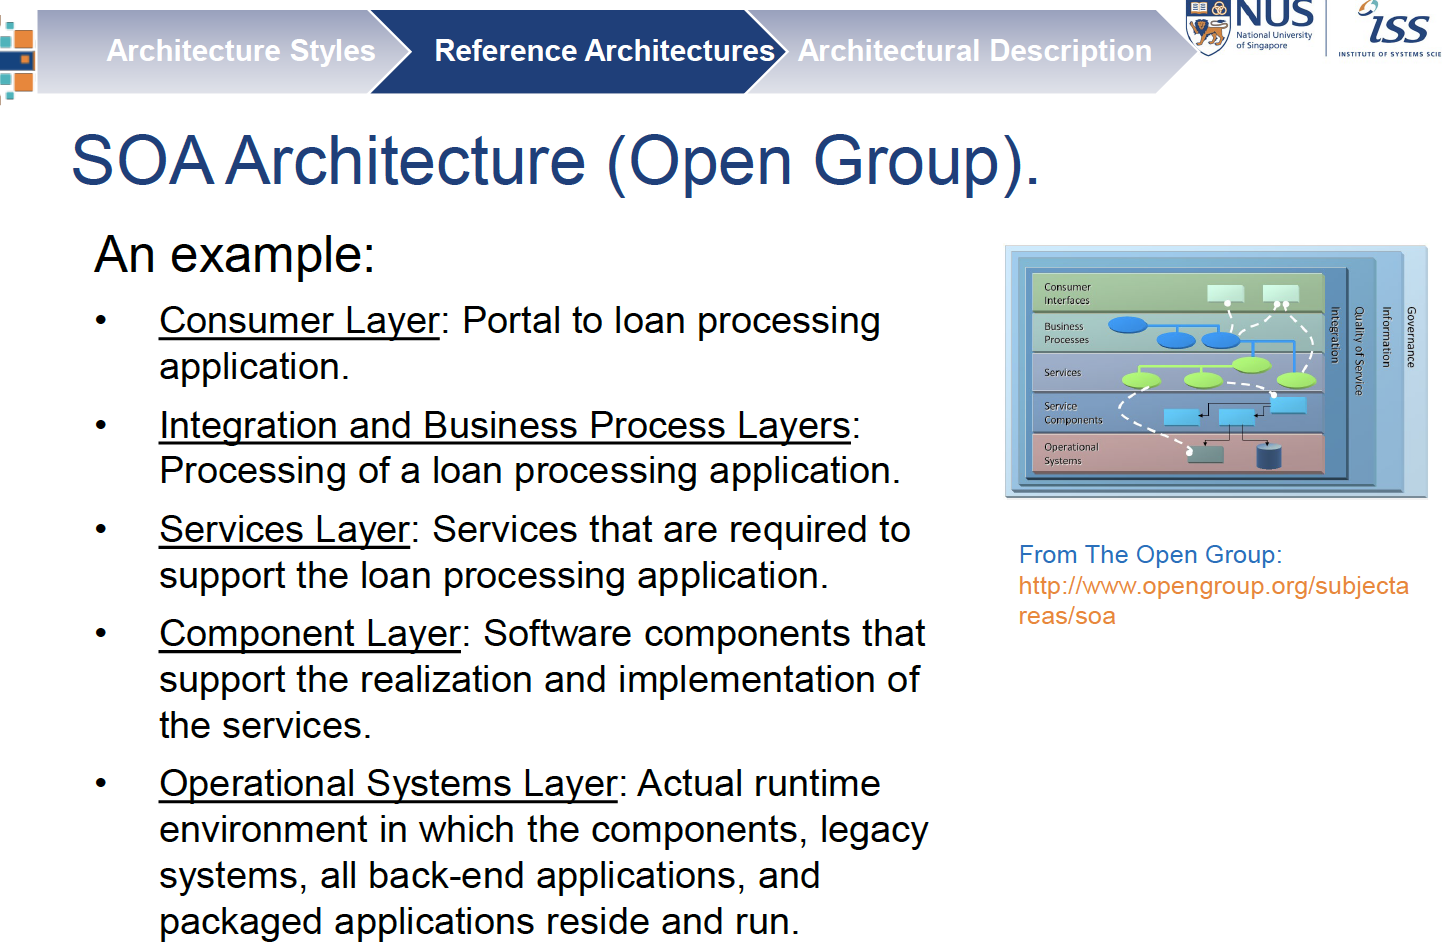 Architecture Styles
Reference Architectures
Architectural Description
NUS
National University
of Singapore
iss
INSTITUTE OF SYSTEMS SCIE
SOA Architecture (Open Group).
An example:
• Consumer Layer: Portal to loan processing
application.
• Integration and Business Process Layers:
Processing of a loan processing application.
• Services Layer: Services that are required to
support the loan processing application.
• Component Layer: Software components that
support the realization and implementation of
the services.
• Operational Systems Layer: Actual runtime
environment in which the components, legacy
systems, all back-end applications, and
packaged applications reside and run.
Consumer
Interfaces
Business
Processes
Services
Service
Components
Operational
Systems
Integration
Quality of Service
Information
Governance
From The Open Group:
http://www.opengroup.org/subjecta
reas/soa